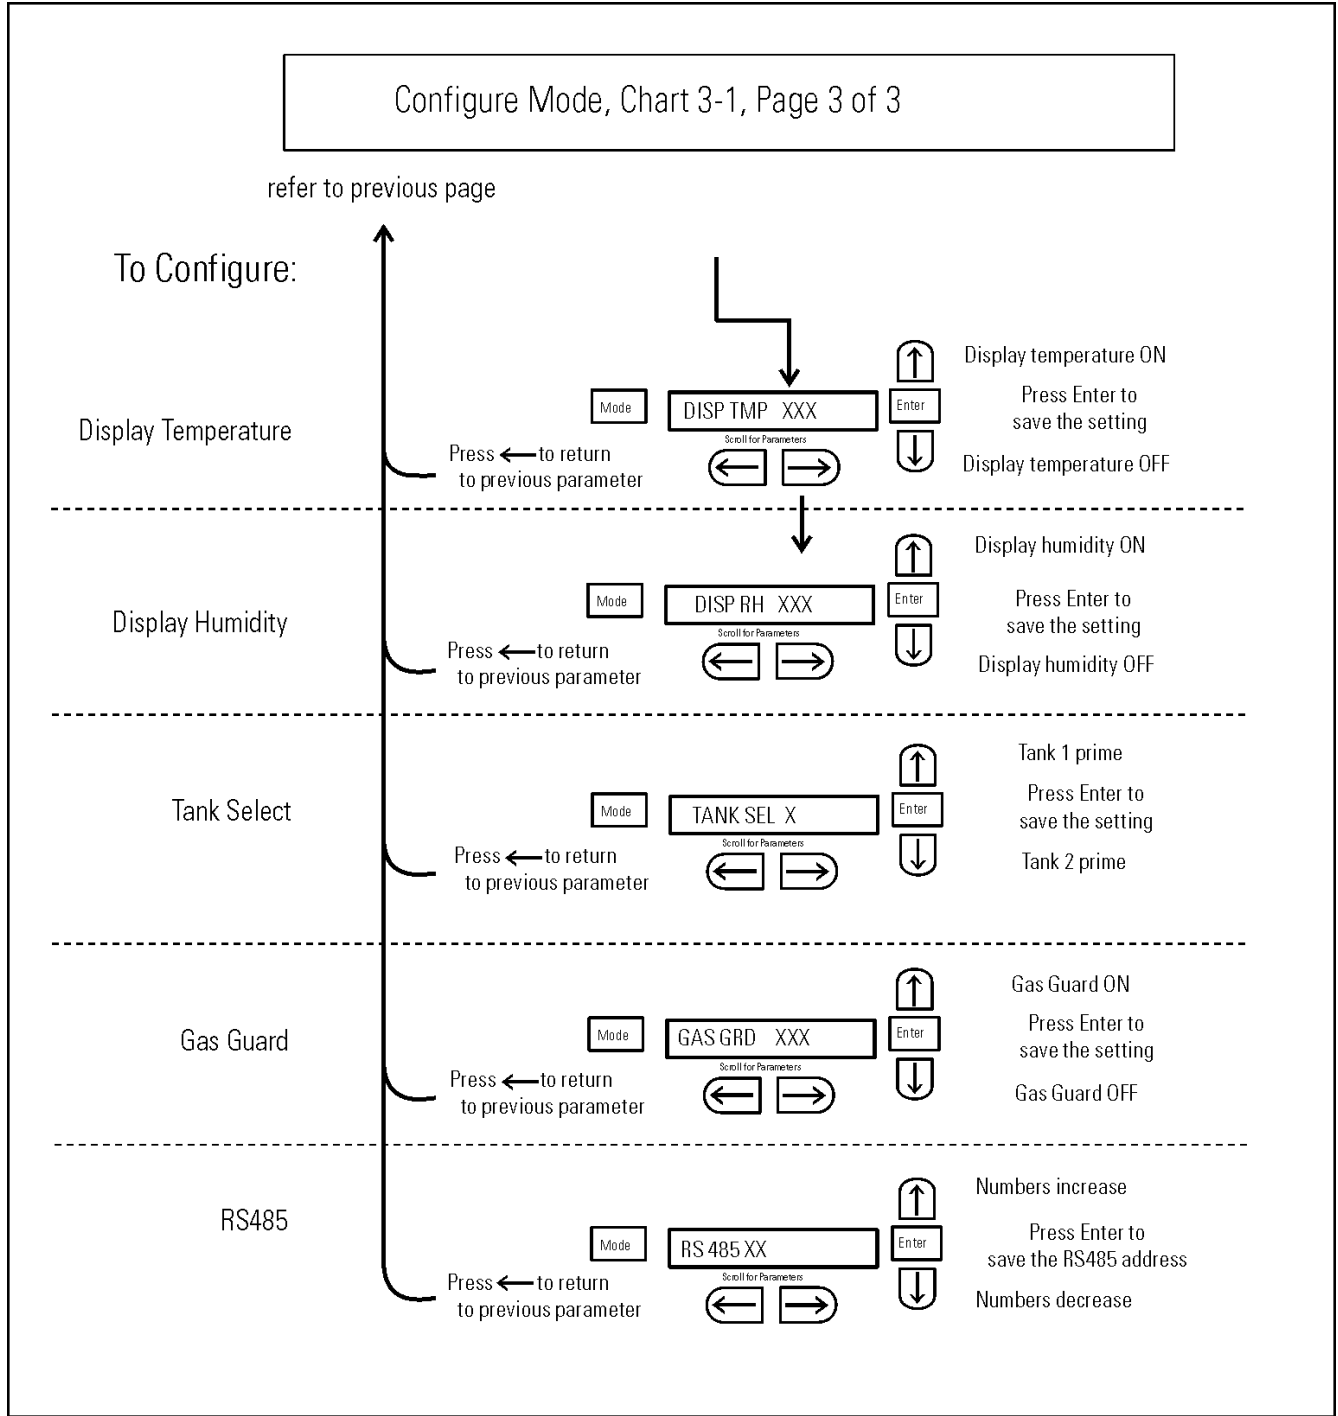 Configure Mode, Chart 3-1, Page 3 of 3
refer to previous page
To Configure:
Display Temperature
Mode
DISP TMP XXX
Scroll for Parameters
Press ← to return
to previous parameter
Enter
Display temperature ON
Press Enter to
save the setting
Display temperature OFF
Display Humidity
Mode
DISP RH XXX
Scroll for Parameters
Press ← to return
to previous parameter
Enter
Display humidity ON
Press Enter to
save the setting
Display humidity OFF
Tank Select
Mode
TANK SEL X
Scroll for Parameters
Press ← to return
to previous parameter
Enter
Tank 1 prime
Press Enter to
save the setting
Tank 2 prime
Gas Guard
Mode
GAS GRD XXX
Scroll for Parameters
Press ← to return
to previous parameter
Enter
Gas Guard ON
Press Enter to
save the setting
Gas Guard OFF
RS485
Mode
RS 485 XX
Scroll for Parameters
Press ← to return
to previous parameter
Enter
Numbers increase
Press Enter to
save the RS485 address
Numbers decrease